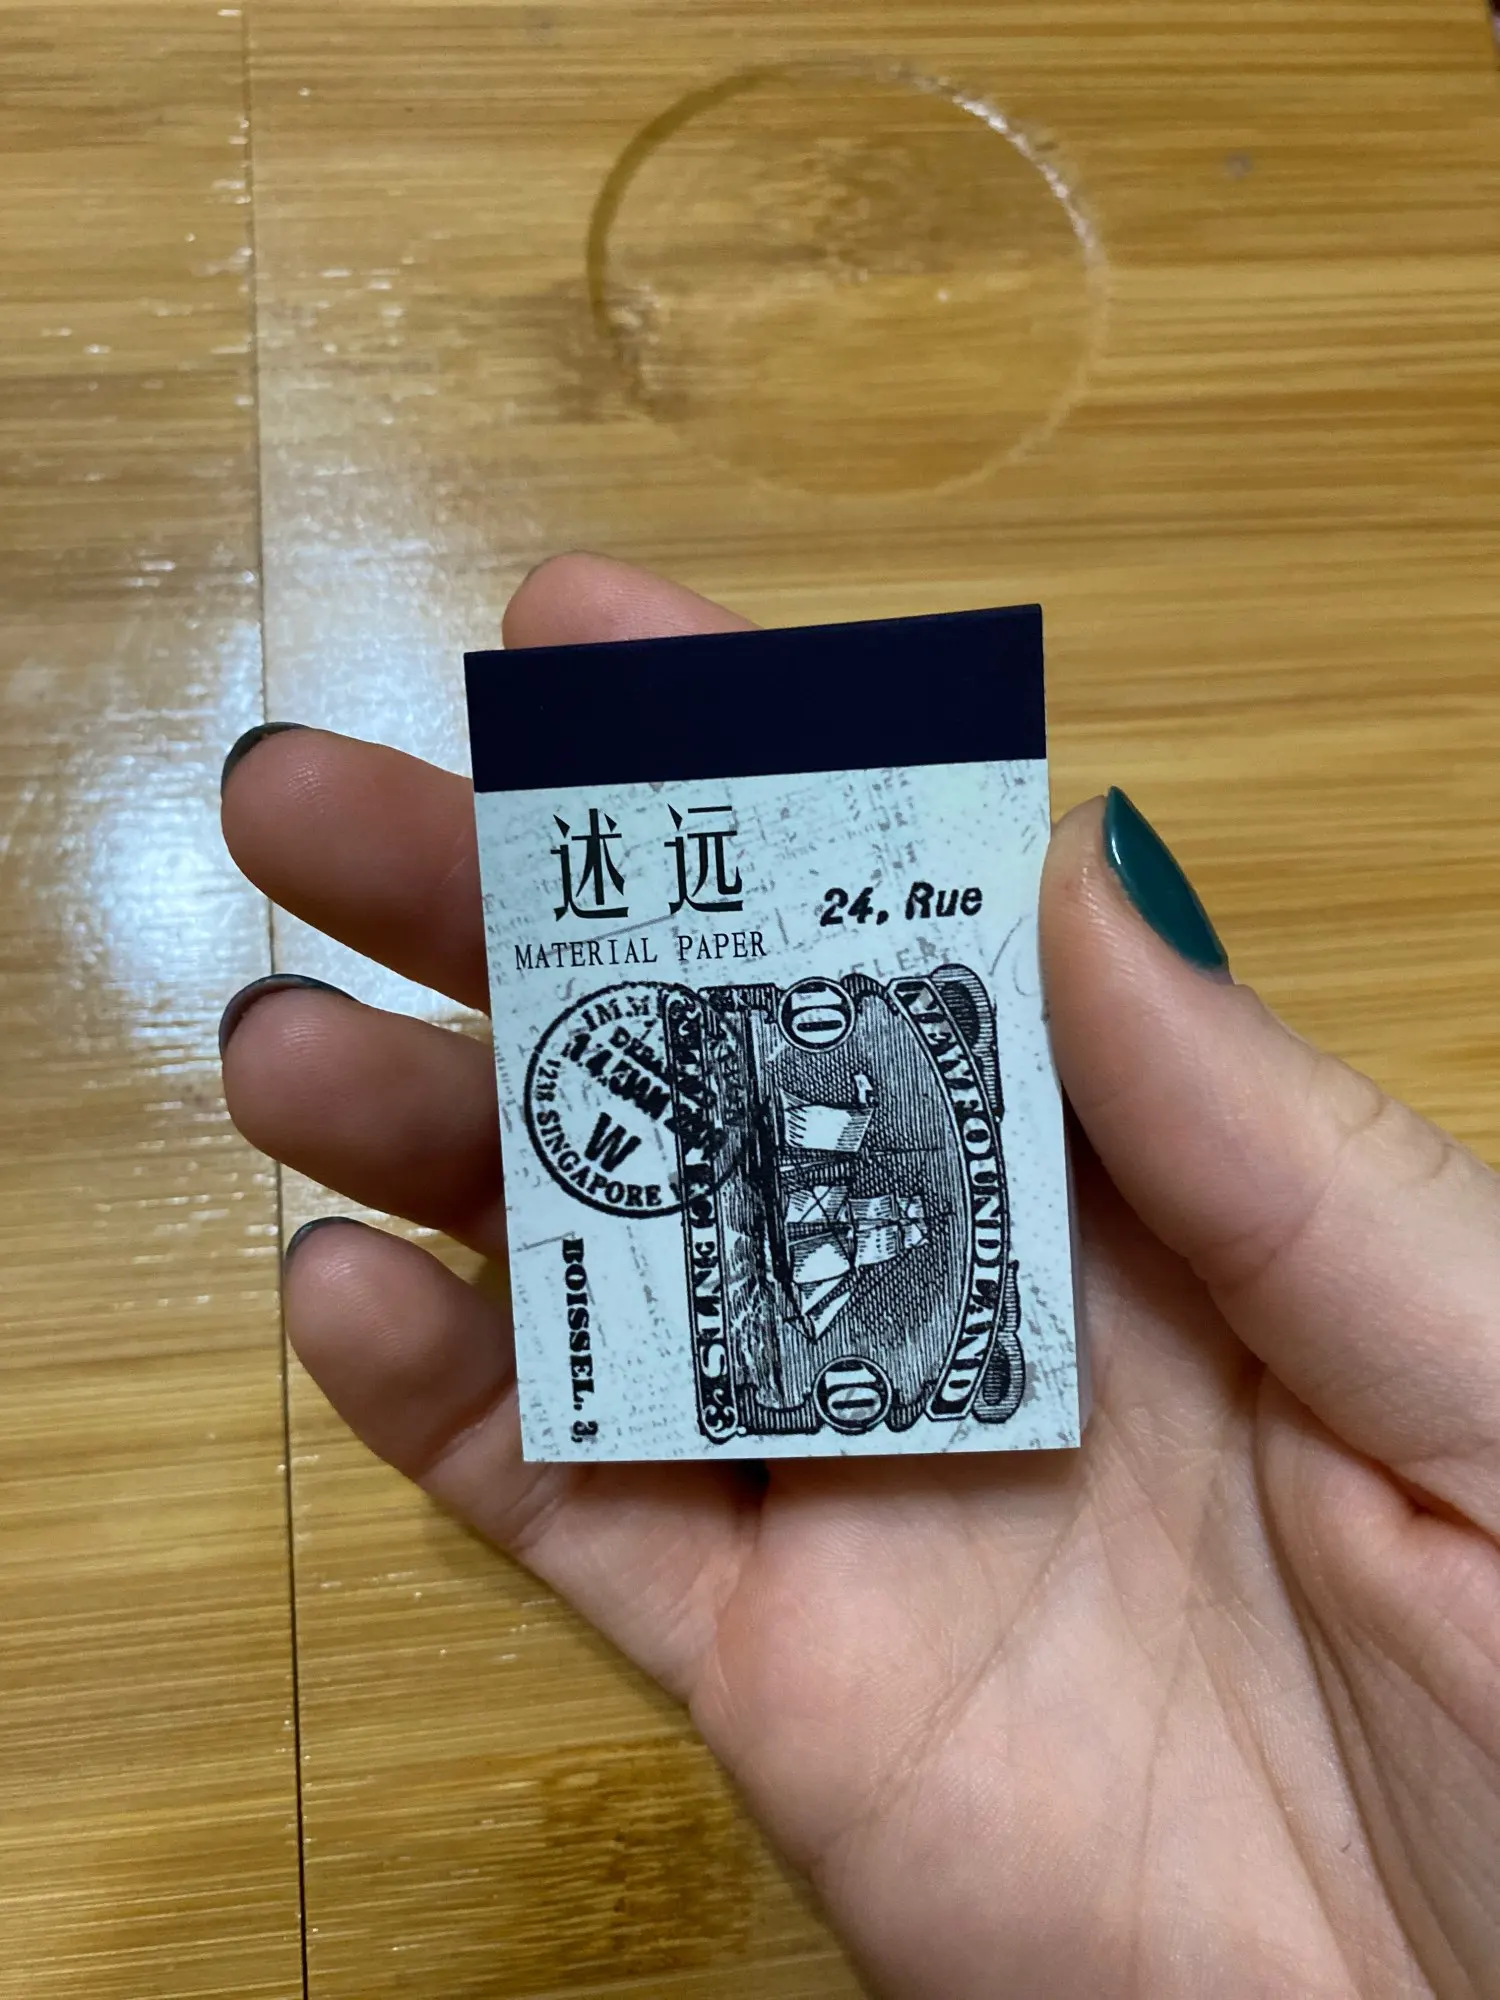 述远
MATERIAL PAPER
24, Rue
10
NEWFOUNDLAND
SINGAPORE
W
CENTS
10
BOISSEL. 3,